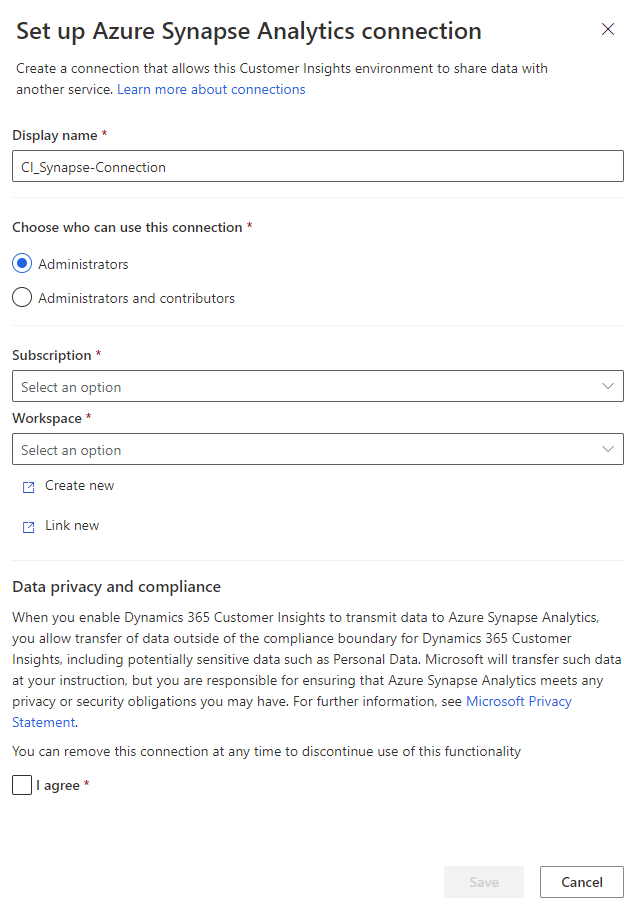 Set up Azure Synapse Analytics connection
Create a connection that allows this Customer Insights environment to share data with
another service. Learn more about connections
Display name *
CI_Synapse-Connection
Choose who can use this connection *
Administrators
Administrators and contributors
Subscription *
Select an option
Workspace *
Select an option
Create new
Link new
Data privacy and compliance
When you enable Dynamics 365 Customer Insights to transmit data to Azure Synapse Analytics,
you allow transfer of data outside of the compliance boundary for Dynamics 365 Customer
Insights, including potentially sensitive data such as Personal Data. Microsoft will transfer such data
at your instruction, but you are responsible for ensuring that Azure Synapse Analytics meets any
privacy or security obligations you may have. For further information, see Microsoft Privacy
Statement.
You can remove this connection at any time to discontinue use of this functionality
I agree *
Save
Cancel